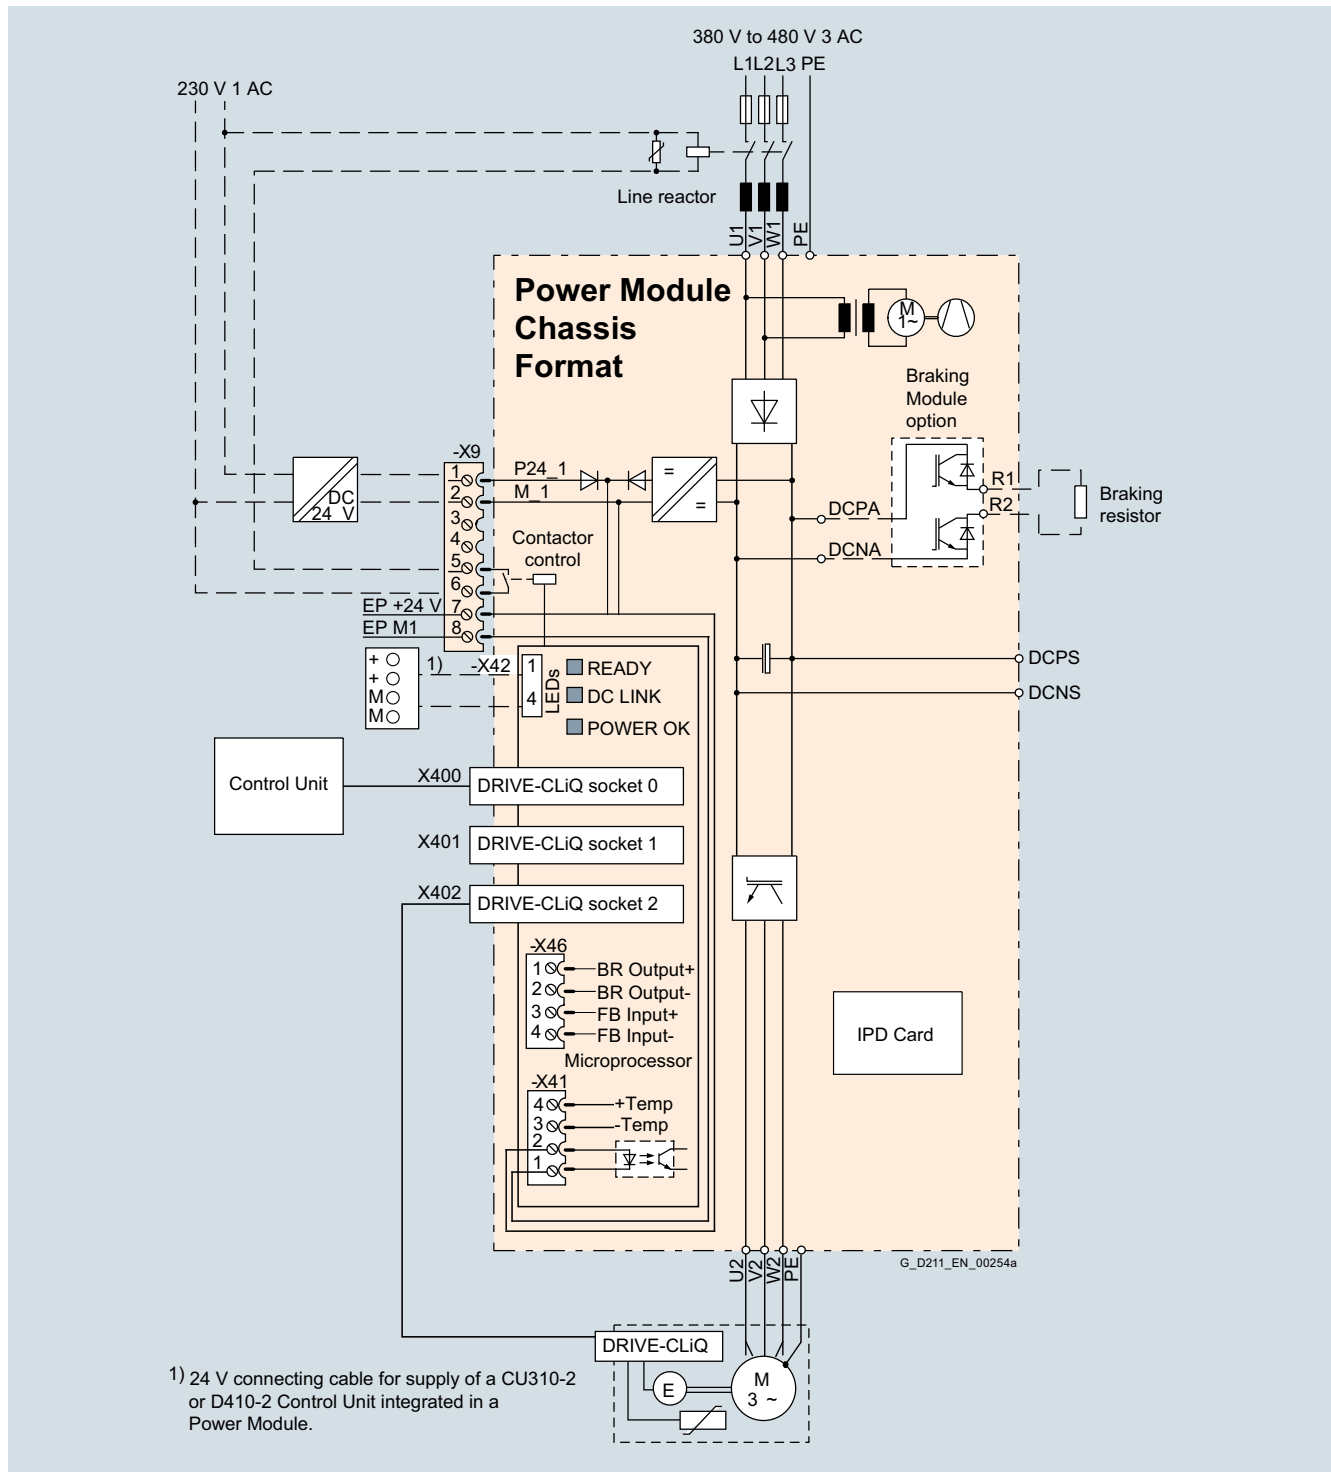 380 V to 480 V 3 AC
L1 L2 L3 PE
230 V 1 AC
Line reactor
U1
V1
W1
PE
Power Module
Chassis
Format
M
1~
Braking
Module
option
-X9
1
2
3
4
5
6
7
8
P24_1
M_1
=
=
DC
24 V
R1
R2
Braking
resistor
DCPA
DCNA
Contactor
control
EP +24 V
EP M1
+
+
M
M
1)
-X42
1
4
LEDs
READY
DC LINK
POWER OK
DCPS
DCNS
Control Unit
X400
DRIVE-CLiQ socket 0
X401
DRIVE-CLiQ socket 1
X402
DRIVE-CLiQ socket 2
-X46
1
BR Output+
2
BR Output-
3
FB Input+
4
FB Input-
Microprocessor
-X41
4
+Temp
3
-Temp
2
1
IPD Card
U2
V2
W2
PE
G_D211_EN_00254a
DRIVE-CLiQ
E
M
3 ~
1) 24 V connecting cable for supply of a CU310-2
or D410-2 Control Unit integrated in a
Power Module.